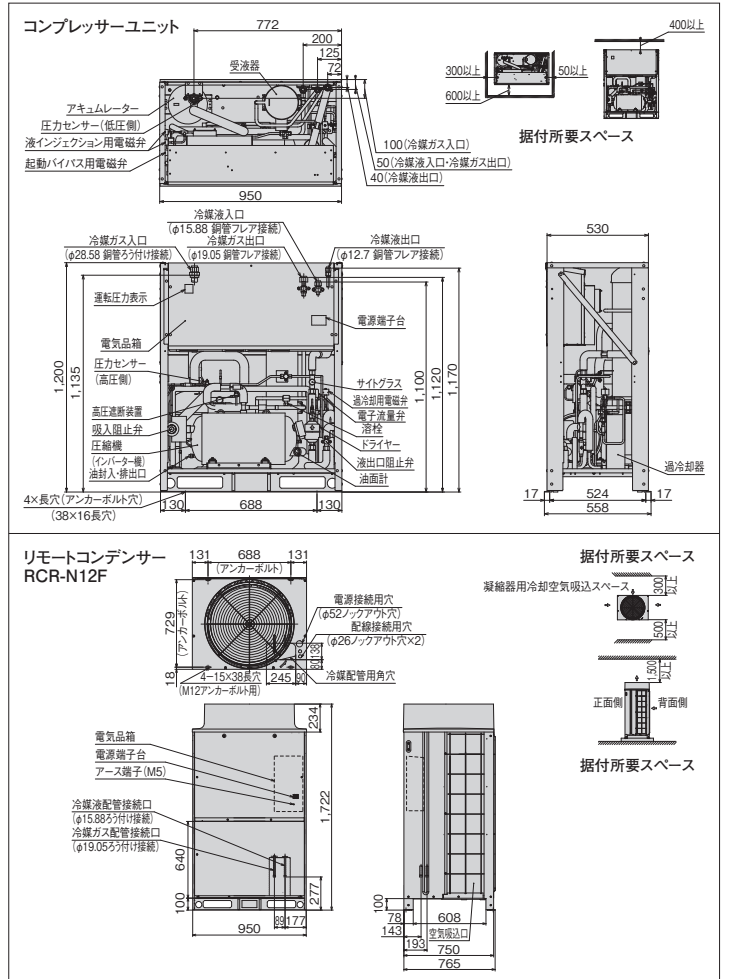 コンプレッサーユニット
772
200
125
72
受液器
アキュムレーター
圧力センサー(低圧側)
液インジェクション用電磁弁
起動バイパス用電磁弁
100(冷媒ガス入口)
50(冷媒液入口・冷媒ガス出口)
40(冷媒液出口)
950
400以上
300以上
50以上
600以上
据付所要スペース
冷媒液入口
(φ15.88 銅管フレア接続)
冷媒ガス入口
(φ28.58 銅管ろう付け接続)
冷媒ガス出口
(φ19.05 銅管フレア接続)
冷媒液出口
(φ12.7 銅管フレア接続)
運転圧力表示
電源端子台
電気品箱
圧力センサー
(高圧側)
高圧遮断装置
吸入阻止弁
圧縮機
(インバーター機)
油封入・排出口
4×長穴(アンカーボルト穴)
(38×16長穴)
サイトグラス
過冷却用電磁弁
電子流量弁
溶栓
ドライヤー
液出口阻止弁
油面計
1,200
1,135
1,100
1,120
1,170
130
688
130
530
過冷却器
17
524
17
558
リモートコンデンサー
RCR-N12F
131
688
131
(アンカーボルト)
729
(アンカーボルト)
18
4-15×38長穴
(M12アンカーボルト用)
245
90
80
136
電源接続用穴
(φ52ノックアウト穴)
配線接続用穴
(φ26ノックアウト穴×2)
冷媒配管用角穴
据付所要スペース
凝縮器用冷却空気吸込スペース
300
以上
500
以上
1,500
以上
正面側
背面側
据付所要スペース
234
電気品箱
電源端子台
アース端子(M5)
冷媒液配管接続口
(φ15.88ろう付け接続)
冷媒ガス配管接続口
(φ19.05ろう付け接続)
1,722
640
100
277
89
177
950
100
78
608
143
空気吸込口
193
750
765